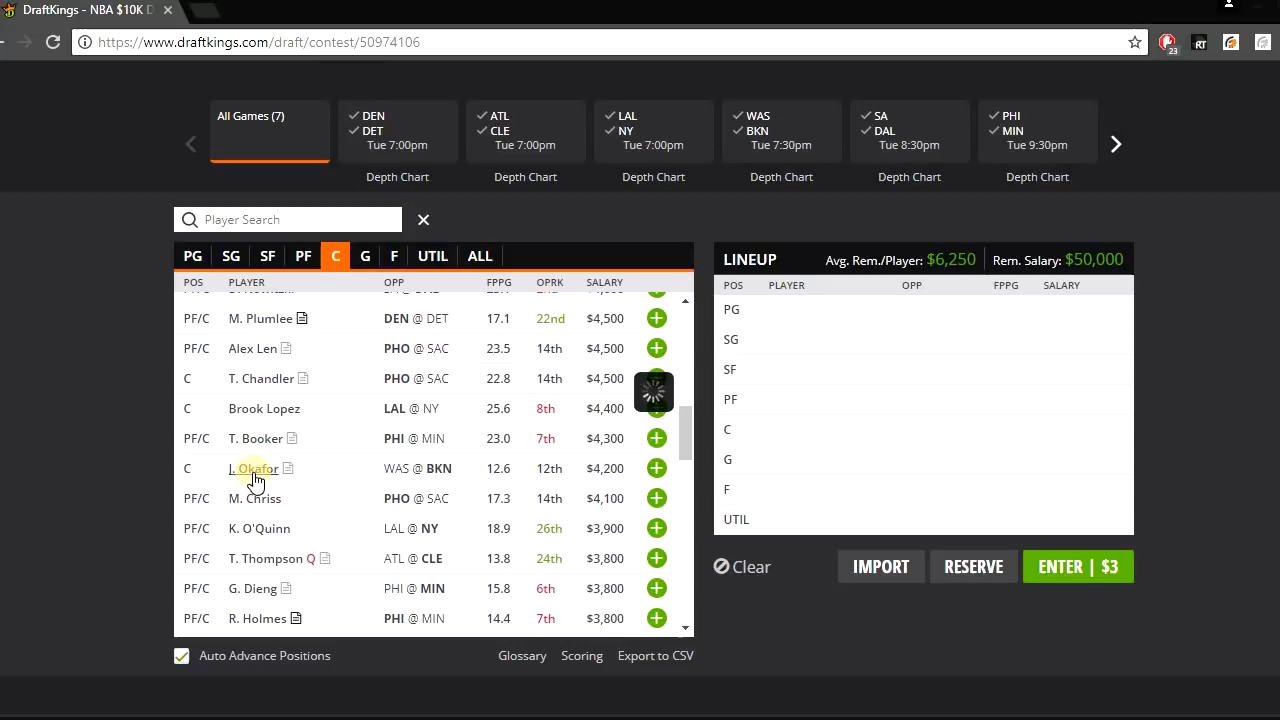 DraftKings - NBA $10K D
https://www.draftkings.com/draft/contest/50974106
23
RT
All Games (7)
DEN
DET
Tue 7:00pm
Depth Chart
ATL
CLE
Tue 7:00pm
Depth Chart
LAL
NY
Tue 7:00pm
Depth Chart
WAS
BKN
Tue 7:30pm
Depth Chart
SA
DAL
Tue 8:30pm
Depth Chart
PHI
MIN
Tue 9:30pm
Depth Chart
Player Search
PG SG SF PF C G F UTIL ALL
POS PLAYER OPP FPPG OPRK SALARY
PF/C M. Plumlee DEN @ DET 17.1 22nd $4,500
PF/C Alex Len PHO @ SAC 23.5 14th $4,500
C T. Chandler PHO @ SAC 22.8 14th $4,500
C Brook Lopez LAL @ NY 25.6 8th $4,400
PF/C T. Booker PHI @ MIN 23.0 7th $4,300
C J. Okafor WAS @ BKN 12.6 12th $4,200
PF/C M. Chriss PHO @ SAC 17.3 14th $4,100
PF/C K. O'Quinn LAL @ NY 18.9 26th $3,900
PF/C T. Thompson Q ATL @ CLE 13.8 24th $3,800
PF/C G. Dieng PHI @ MIN 15.8 6th $3,800
PF/C R. Holmes PHI @ MIN 14.4 7th $3,800
Auto Advance Positions
Glossary Scoring Export to CSV
LINEUP Avg. Rem./Player: $6,250 Rem. Salary: $50,000
POS PLAYER OPP FPPG SALARY
PG
SG
SF
PF
C
G
F
UTIL
Clear
IMPORT
RESERVE
ENTER | $3